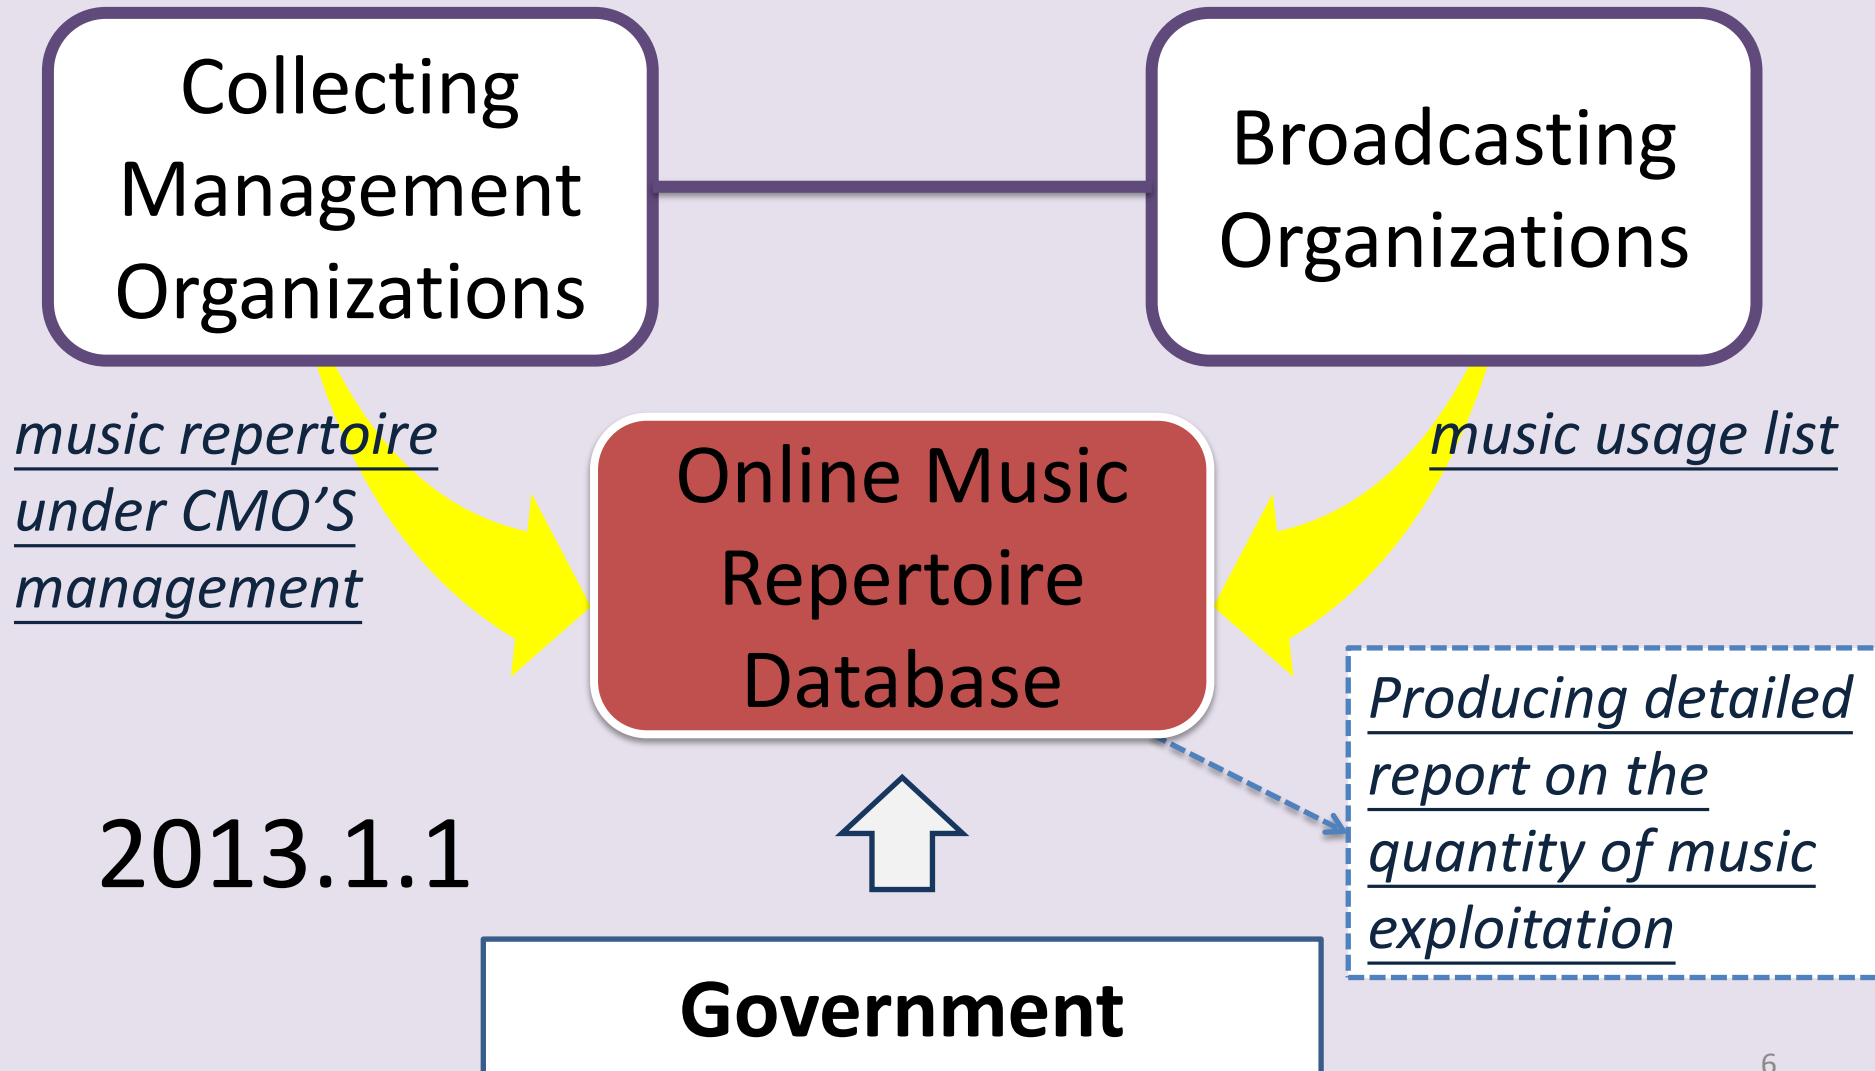 Collecting
Management
Organizations
Broadcasting
Organizations
music repertoire
under CMO’S
management
Online Music
Repertoire
Database
music usage list
Producing detailed
report on the
quantity of music
exploitation
2013.1.1
Government
6